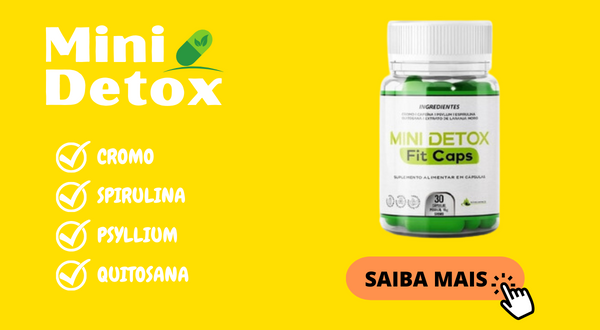 Mini
Detox
CROMO
SPIRULINA
PSYLLIUM
QUITOSANA
INGREDIENTES
MINI DETOX
Fit Caps
SUPLEMENTO ALIMENTAR EM CÁPSULAS
30
SAIBA MAIS